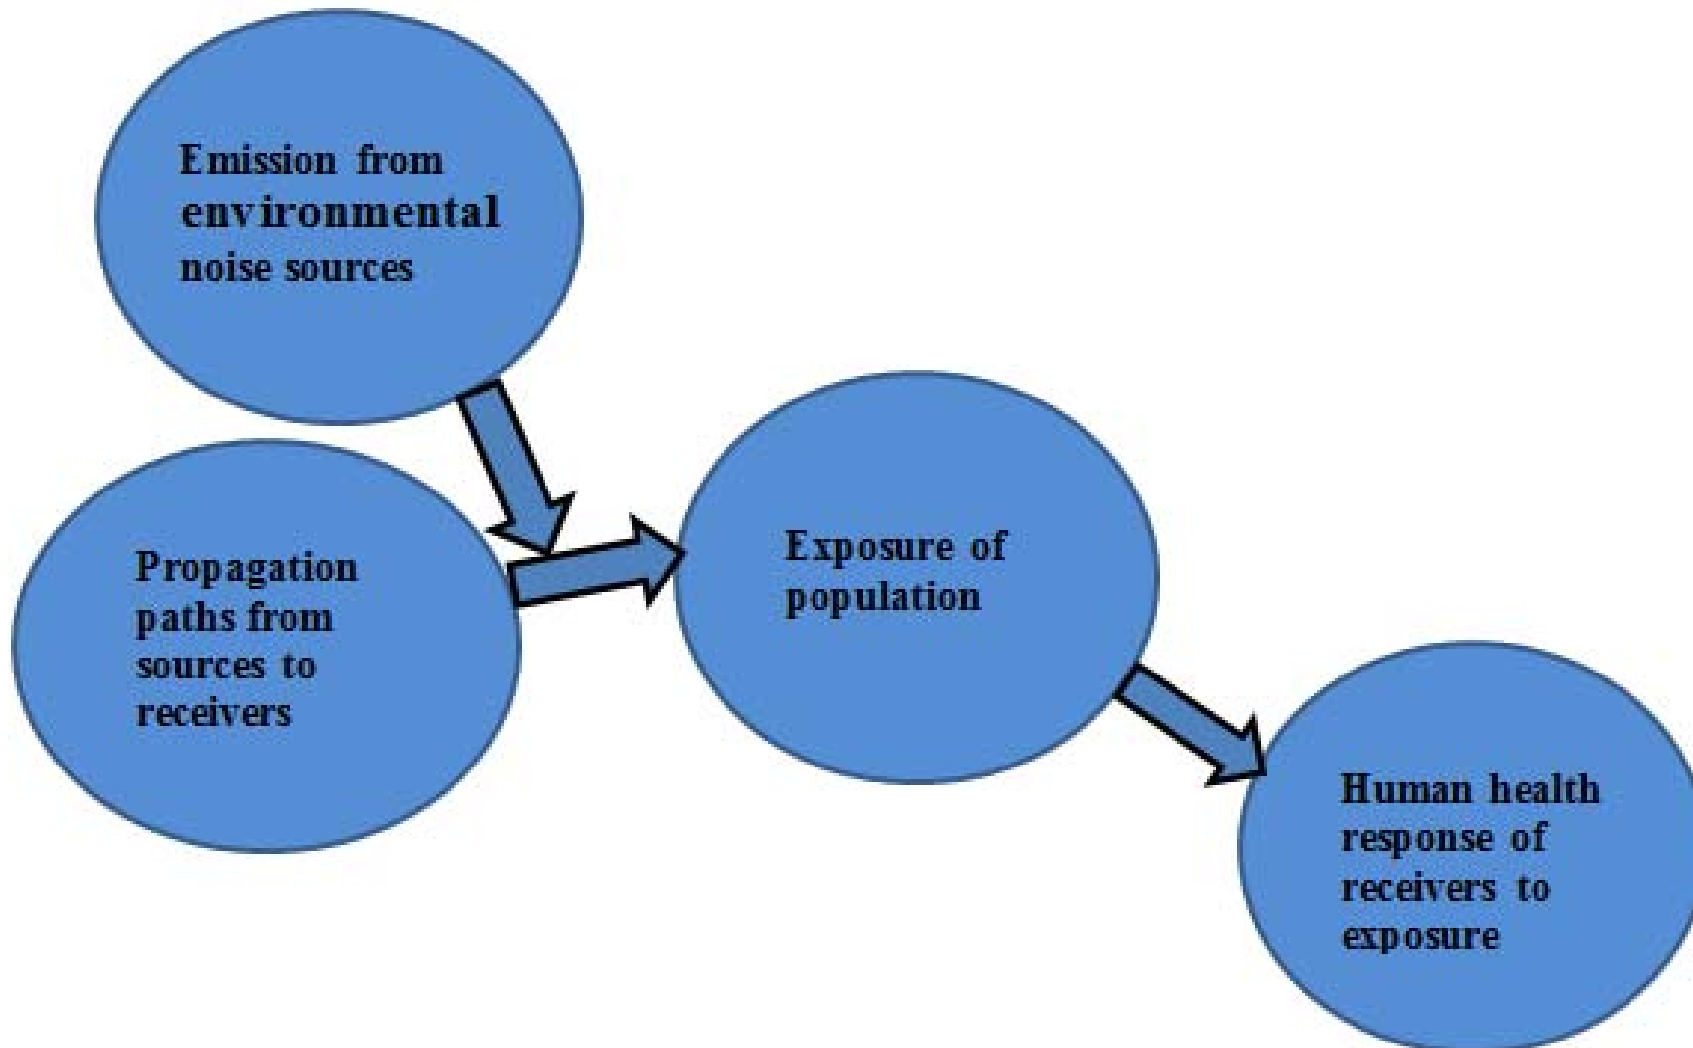 Emission from
environmental
noise sources
Propagation
paths from
sources to
receivers
Exposure of
population
Human health
response of
receivers to
exposure